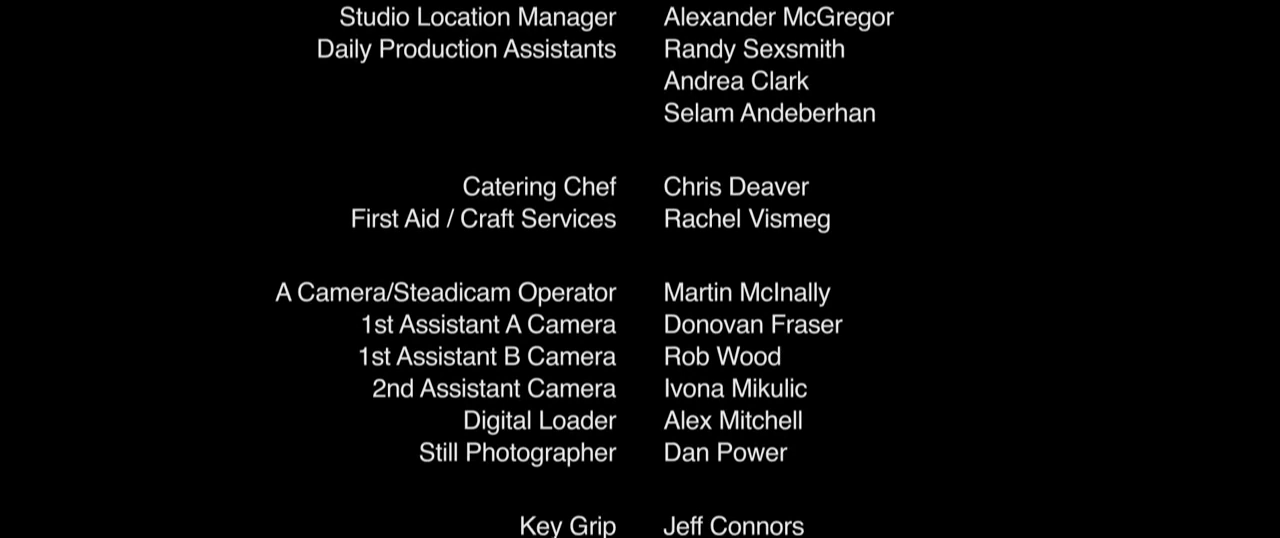 Studio Location Manager Alexander McGregor
Daily Production Assistants Randy Sexsmith
Andrea Clark
Selam Andeberhan
Catering Chef Chris Deaver
First Aid / Craft Services Rachel Vismeg
A Camera/Steadicam Operator Martin McInally
1st Assistant A Camera Donovan Fraser
1st Assistant B Camera Rob Wood
2nd Assistant Camera Ivona Mikulic
Digital Loader Alex Mitchell
Still Photographer Dan Power
Key Grip Jeff Connors